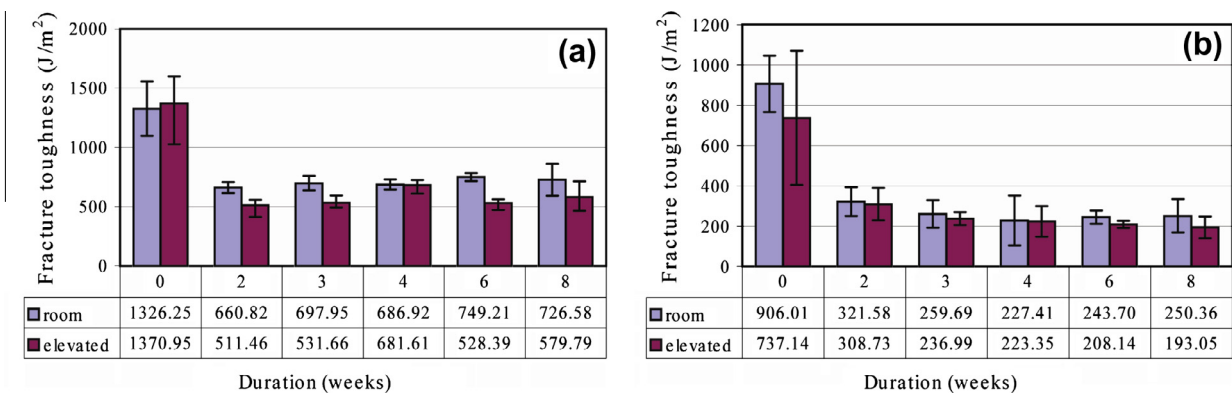 (a)
Fracture toughness (J/m²)
2000
1500
1000
500
0
0 2 3 4 6 8
room 1326.25 660.82 697.95 686.92 749.21 726.58
elevated 1370.95 511.46 531.66 681.61 528.39 579.79
Duration (weeks)
(b)
Fracture toughness (J/m²)
1200
1000
800
600
400
200
0
0 2 3 4 6 8
room 906.01 321.58 259.69 227.41 243.70 250.36
elevated 737.14 308.73 236.99 223.35 208.14 193.05
Duration (weeks)